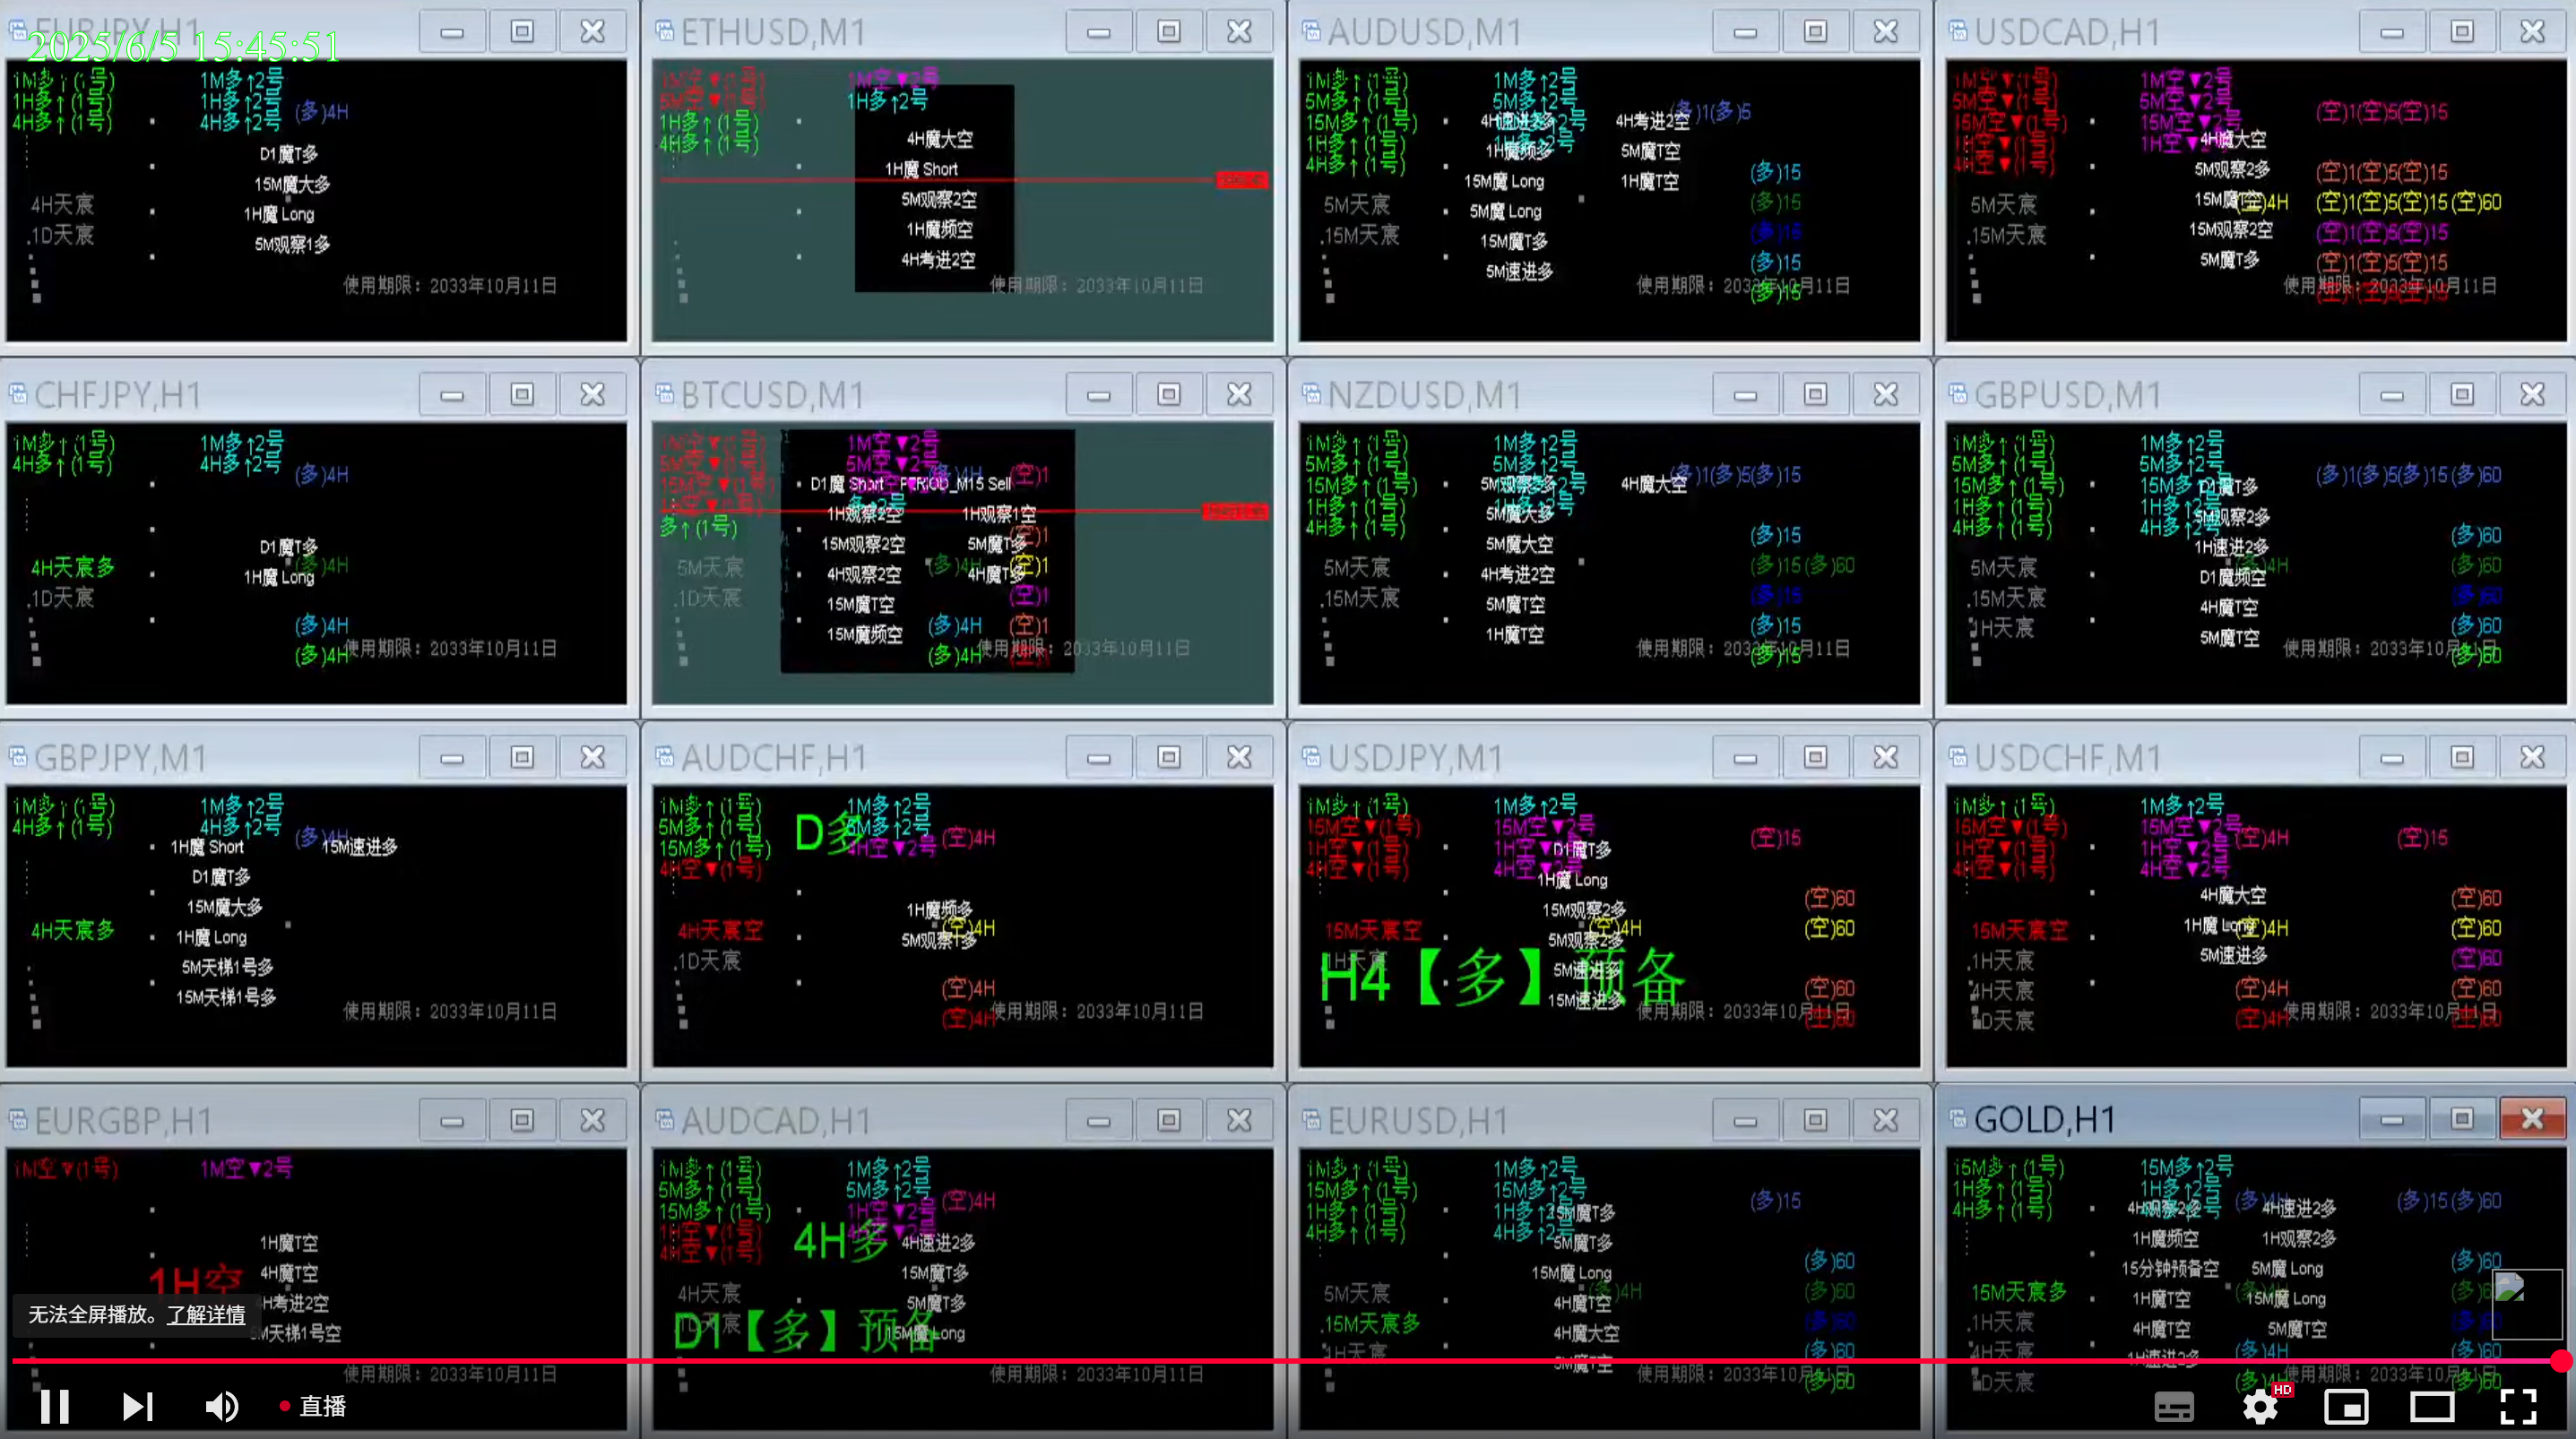 2025/6/5 15:45:51
EURJPY,H1
1M多↑(1号) 1M多↑2号
1H多↑(1号) 1H多↑2号
4H多↑(1号) 4H多↑2号 (多)4H
D1魔T多
15M魔大多
4H天宸
1H魔 Long
.1D天宸
5M观察1多
使用期限：2033年10月11日
ETHUSD,M1
1M空▼(1号) 1M空▼2号
5M空▼(1号) 1H多↑2号
1H多↑(1号)
4H多↑(1号)
4H魔大空
1H魔 Short
5M观察2空
1H魔频空
4H考进2空
使用期限：2033年10月11日
AUDUSD,M1
1M多↑(1号) 1M多↑2号
5M多↑(1号) 5M多↑2号
15M多↑(1号)
1H多↑(1号)
4H多↑(1号)
(多)1(多)5
4H速进2多 4H考进2空
1H魔频多 5M魔T空
15M魔 Long 1H魔T空
5M魔 Long
15M魔T多
5M速进多
(多)15
(多)15
(多)15
(多)15
(多)15
5M天宸
.15M天宸
使用期限：2033年10月11日
USDCAD,H1
1M空▼(1号) 1M空▼2号
5M空▼(1号) 5M空▼2号
15M空▼(1号) 15M空▼2号
1H空▼(1号) 1H空▼2号
4H空▼(1号)
(空)1(空)5(空)15
4H魔大空
5M观察2多 (空)1(空)5(空)15
15M魔T空 (空)4H (空)1(空)5(空)15(空)60
15M观察2空 (空)1(空)5(空)15
5M魔T多 (空)1(空)5(空)15
5M天宸
.15M天宸
使用期限：2033年10月11日
CHFJPY,H1
1M多↑(1号) 1M多↑2号
4H多↑(1号) 4H多↑2号
(多)4H
D1魔T多
4H天宸多 (多)4H
1H魔 Long
.1D天宸
(多)4H
(多)4H
使用期限：2033年10月11日
BTCUSD,M1
1M空▼(1号) 1M空▼2号
5M空▼(1号) 5M空▼2号
15M空▼(1号)
多↑(1号)
(多)4H (空)1
D1魔 Short PERIOD_M15 Sell
1H观察2空 1H观察1空
15M观察2空 5M魔T多
4H观察2空 4H魔T多
15M魔T空
15M魔频空
(空)1
(多)4H (空)1
(空)1
(多)4H (空)1
(多)4H
5M天宸
.1D天宸
使用期限：2033年10月11日
NZDUSD,M1
1M多↑(1号) 1M多↑2号
5M多↑(1号) 5M多↑2号
15M多↑(1号)
1H多↑(1号)
4H多↑(1号)
(多)1(多)5(多)15
5M观察2多 4H魔大空
5M魔大多
5M魔大空
4H考进2空
5M魔T空
1H魔T空
(多)15
(多)15(多)60
(多)15
(多)15
(多)15
5M天宸
.15M天宸
使用期限：2033年10月11日
GBPUSD,M1
1M多↑(1号) 1M多↑2号
5M多↑(1号) 5M多↑2号
15M多↑(1号)
1H多↑(1号)
4H多↑(1号)
(多)1(多)5(多)15(多)60
D1魔T多
5M观察2多
1H速进2多
D1魔频空
4H魔T空
5M魔T空
(多)60
(多)4H (多)60
(多)60
(多)60
(多)60
5M天宸
.15M天宸
1H天宸
使用期限：2033年10月11日
GBPJPY,M1
1M多↑(1号) 1M多↑2号
4H多↑(1号) 4H多↑2号
(多)4H
1H魔 Short 15M速进多
D1魔T多
15M魔大多
4H天宸多 1H魔 Long
5M天梯1号多
15M天梯1号多
使用期限：2033年10月11日
AUDCHF,H1
1M多↑(1号) 1M多↑2号
5M多↑(1号) 5M多↑2号
15M多↑(1号) 4H空▼2号 (空)4H
4H空▼(1号)
D多
1H魔频多
4H天宸空 (空)4H
5M观察1多
.1D天宸
(空)4H
(空)4H
使用期限：2033年10月11日
USDJPY,M1
1M多↑(1号) 1M多↑2号
15M空▼(1号) 15M空▼2号
1H空▼(1号) 1H空▼2号
4H空▼(1号) 4H空▼2号
(空)15
D1魔T多
1H魔 Long
15M观察2多 (空)60
15M天宸空 (空)4H (空)60
5M观察2多
1H天宸 5M速进多
H4【多】预备
15M速进多
(空)60
(空)60
使用期限：2033年10月11日
USDCHF,M1
1M多↑(1号) 1M多↑2号
15M空▼(1号) 15M空▼2号
1H空▼(1号) 1H空▼2号
4H空▼(1号) 4H空▼2号
(空)4H (空)15
4H魔大空 (空)60
1H魔 Long
15M天宸空 (空)4H (空)60
5M速进多 (空)60
.1H天宸
4H天宸 (空)4H (空)60
D天宸 (空)4H (空)60
使用期限：2033年10月11日
EURGBP,H1
1M空▼(1号) 1M空▼2号
1H魔T空
1H空
4H魔T空
4H考进2空
5M天梯1号空
使用期限：2033年10月11日
AUDCAD,H1
1M多↑(1号) 1M多↑2号
5M多↑(1号) 5M多↑2号
15M多↑(1号) 1H空▼2号 (空)4H
1H空▼(1号)
4H空▼(1号)
4H多
4H速进2多
15M魔T多
4H天宸 5M魔T多
D1【多】预备
15M魔 Long
使用期限：2033年10月11日
EURUSD,H1
1M多↑(1号) 1M多↑2号
15M多↑(1号) 15M多↑2号
1H多↑(1号) 1H多↑2号
4H多↑(1号) 4H多↑2号
(多)15
15M魔T多
5M魔T多
15M魔 Long (多)60
5M天宸 (多)4H (多)60
4H魔T空
.15M天宸多 4H魔大空 (多)60
1H天宸 5M魔T空 (多)60
(多)60
使用期限：2033年10月11日
GOLD,H1
15M多↑(1号) 15M多↑2号
1H多↑(1号) 1H多↑2号
4H多↑(1号)
(多)4H (多)15(多)60
4H观察2多 4H速进2多
1H魔频空 1H观察2多
15分钟预备空 5M魔 Long (多)60
15M天宸多 1H魔T空 15M魔 Long
.1H天宸 4H魔T空 5M魔T空
4H天宸 1H速进2多 (多)4H (多)60
D天宸 (多)4H (多)60
使用期限：2033年10月11日
无法全屏播放。了解详情
直播
HD